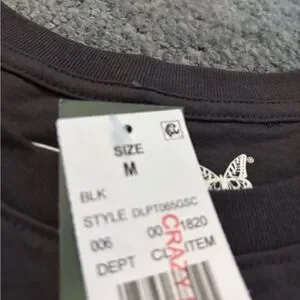 SIZE
M
BLK
STYLE DLPT065GSC
006 00 1820
DEPT CL ITEM
CRAZY
®